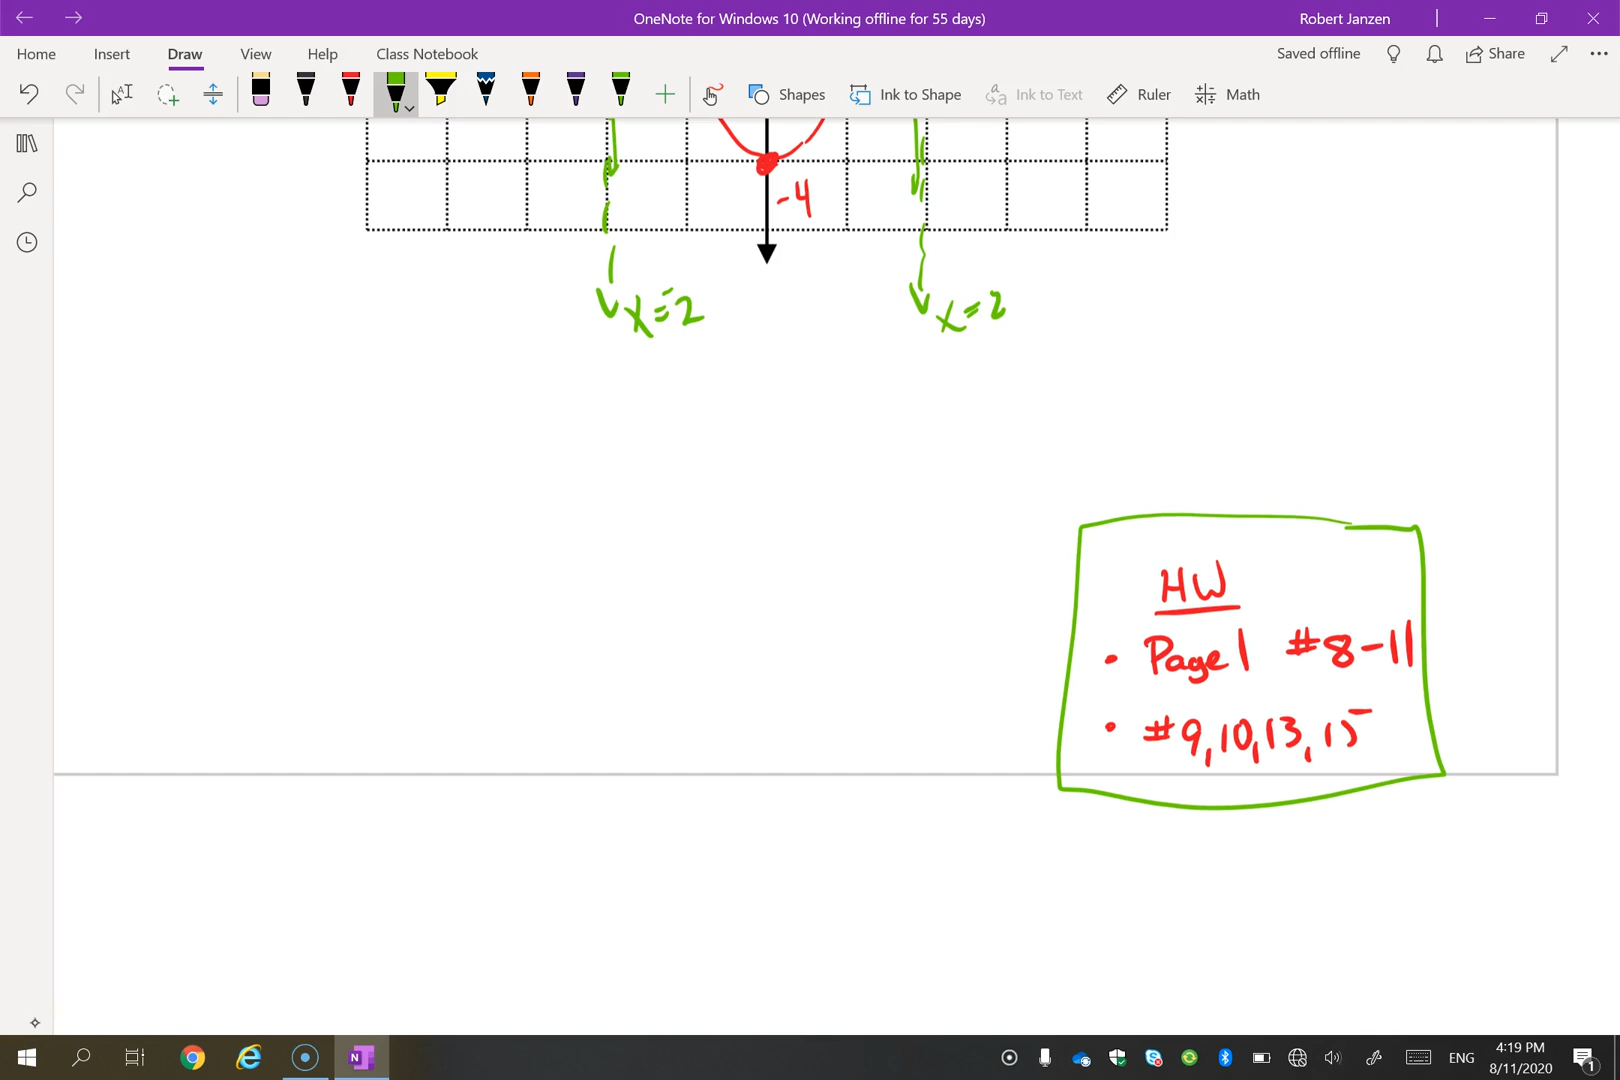 OneNote for Windows 10 (Working offline for 55 days)
Robert Janzen
Home Insert Draw View Help Class Notebook
Saved offline Share
Shapes Ink to Shape Ink to Text Ruler Math
-4
x=-2
x=2
HW
• Page 1 #8-11
• #9,10,13,15
ENG
4:19 PM
8/11/2020
1